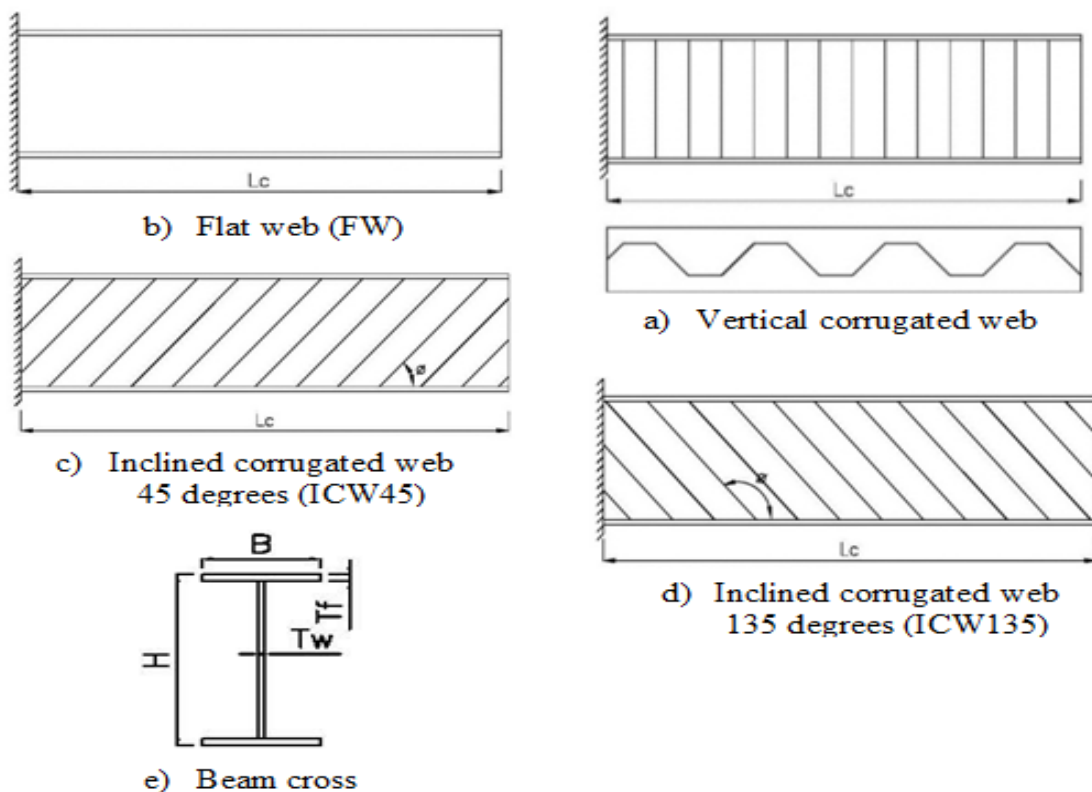 Lc
b) Flat web (FW)
Lc
a) Vertical corrugated web
ø
Lc
c) Inclined corrugated web
45 degrees (ICW45)
ø
Lc
d) Inclined corrugated web
135 degrees (ICW135)
B
Tf
Tw
H
e) Beam cross